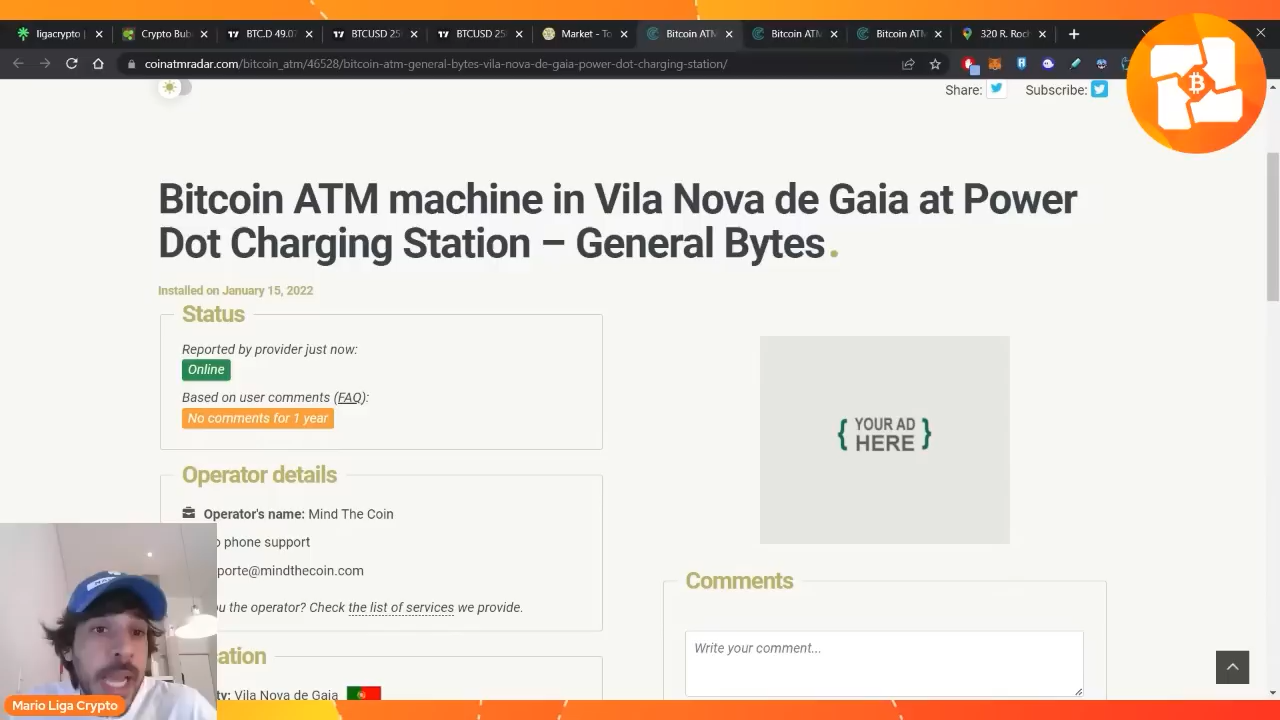 ligacrypto
Crypto Bub
BTC.D 49.07
BTCUSD 25
BTCUSD 25
Market - To
Bitcoin ATM
Bitcoin ATM
Bitcoin ATM
320 R. Roch
coinatmradar.com/bitcoin_atm/46528/bitcoin-atm-general-bytes-vila-nova-de-gaia-power-dot-charging-station/
Share:
Subscribe:
Bitcoin ATM machine in Vila Nova de Gaia at Power
Dot Charging Station – General Bytes.
Installed on January 15, 2022
Status
Reported by provider just now:
Online
Based on user comments (FAQ):
No comments for 1 year
{ YOUR AD HERE }
Operator details
Operator's name: Mind The Coin
o phone support
porte@mindthecoin.com
u the operator? Check the list of services we provide.
Comments
Write your comment...
ation
ty: Vila Nova de Gaia
Mario Liga Crypto